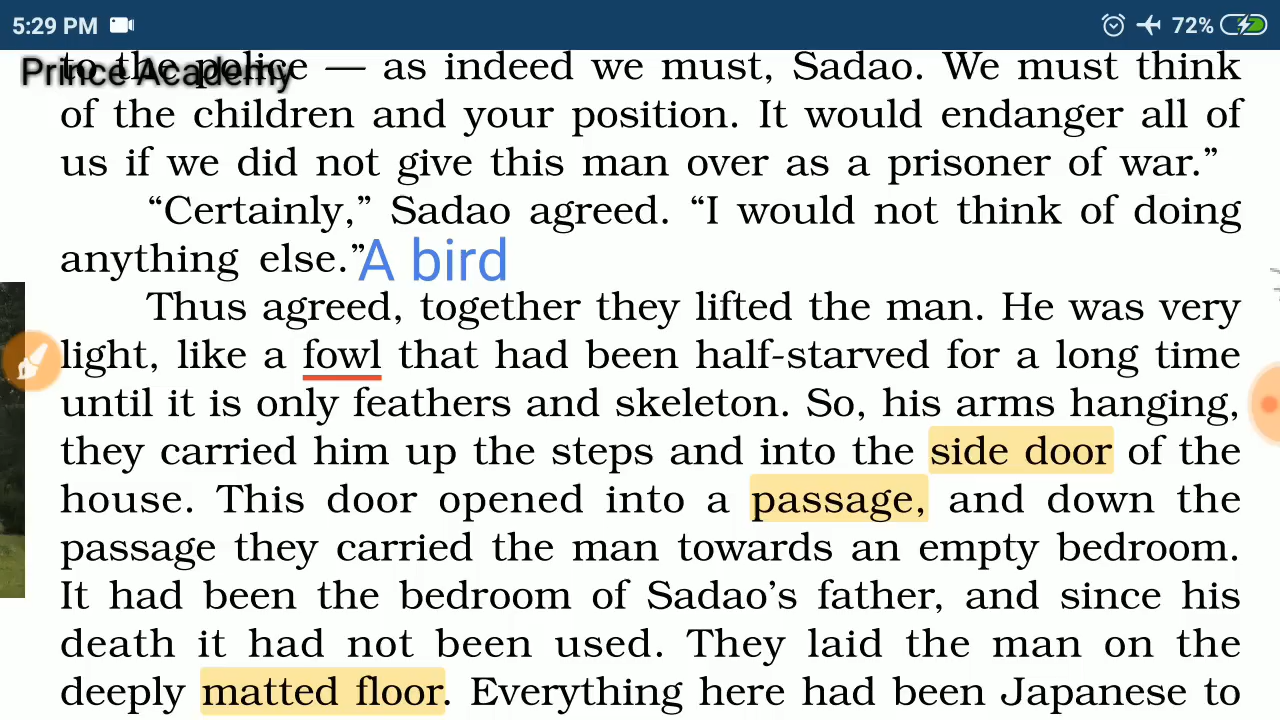 5:29 PM 72%
Prince Academy
to the police — as indeed we must, Sadao. We must think
of the children and your position. It would endanger all of
us if we did not give this man over as a prisoner of war.”
“Certainly,” Sadao agreed. “I would not think of doing
anything else.” A bird
Thus agreed, together they lifted the man. He was very
light, like a fowl that had been half-starved for a long time
until it is only feathers and skeleton. So, his arms hanging,
they carried him up the steps and into the side door of the
house. This door opened into a passage, and down the
passage they carried the man towards an empty bedroom.
It had been the bedroom of Sadao’s father, and since his
death it had not been used. They laid the man on the
deeply matted floor. Everything here had been Japanese to